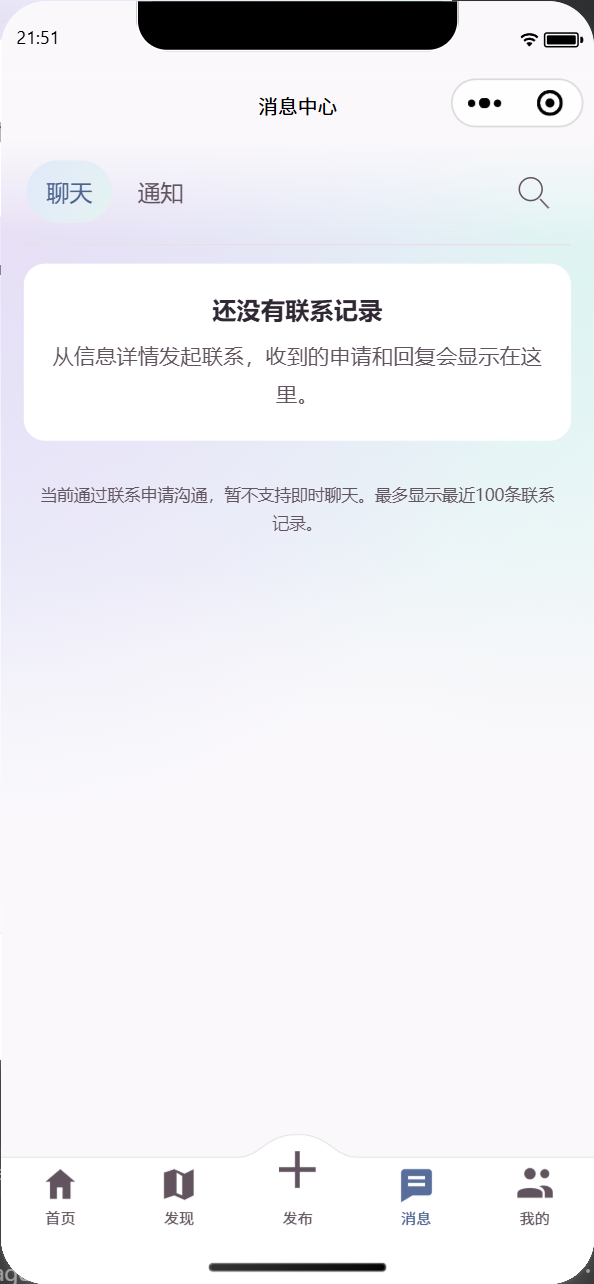 21:51
消息中心
聊天 通知
还没有联系记录
从信息详情发起联系，收到的申请和回复会显示在这
里。
当前通过联系申请沟通，暂不支持即时聊天。最多显示最近100条联系
记录。
首页 发现 发布 消息 我的